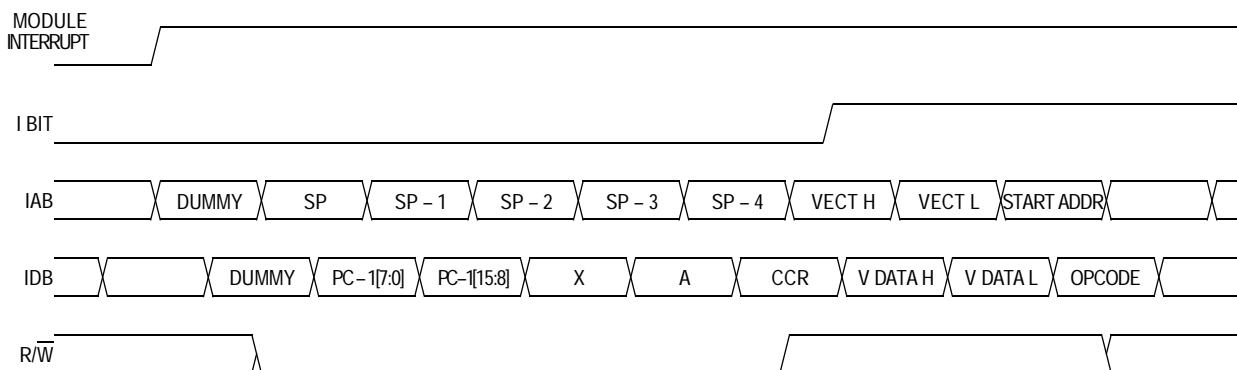 MODULE
INTERRUPT
I BIT
IAB DUMMY SP SP – 1 SP – 2 SP – 3 SP – 4 VECT H VECT L START ADDR
IDB DUMMY PC – 1[7:0] PC–1[15:8] X A CCR V DATA H V DATA L OPCODE
R/W̅